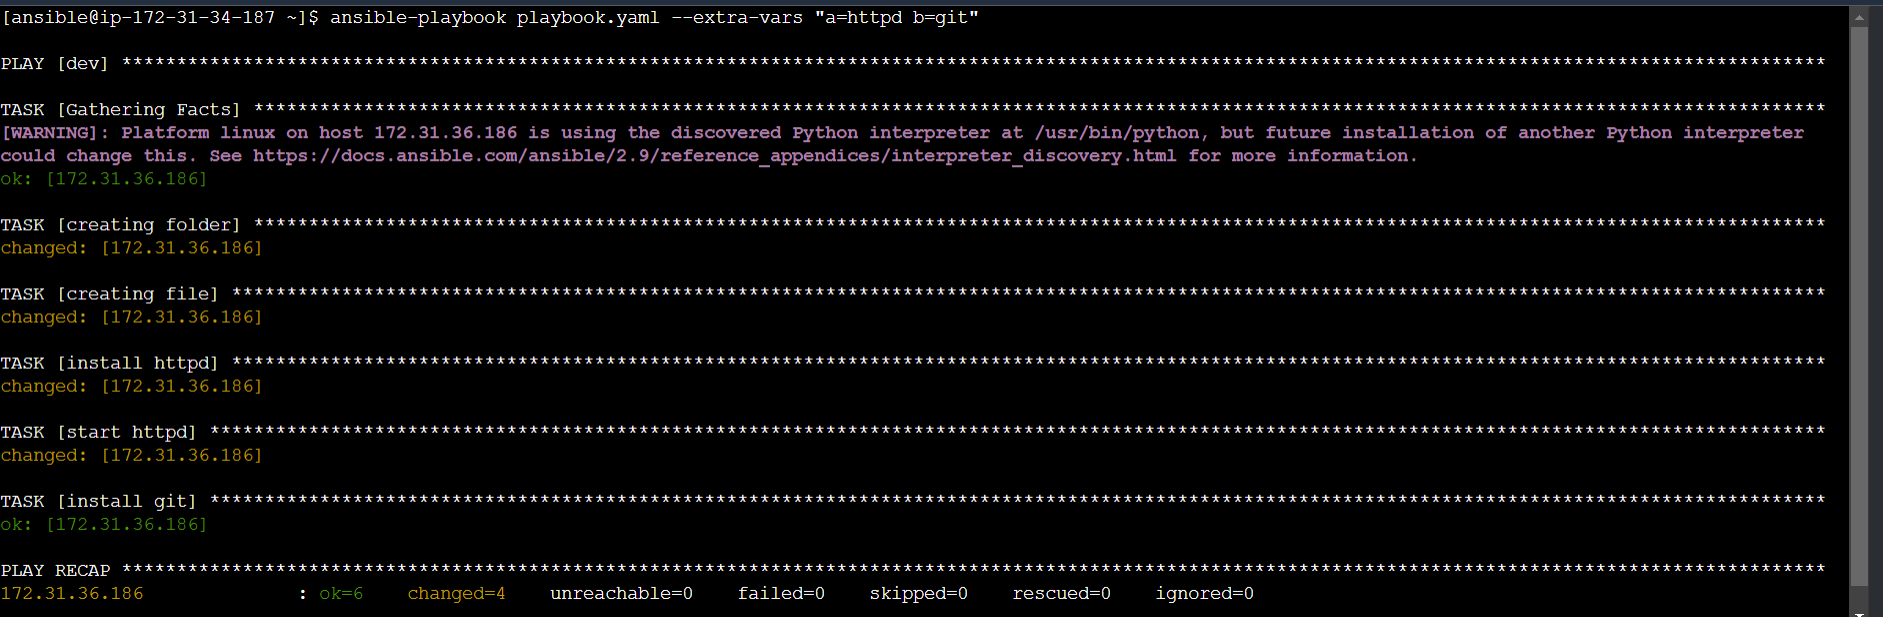 [ansible@ip-172-31-34-187 ~]$ ansible-playbook playbook.yaml --extra-vars "a=httpd b=git"
PLAY [dev] ***********************************************************************************************************************************************************
TASK [Gathering Facts] ***********************************************************************************************************************************************
[WARNING]: Platform linux on host 172.31.36.186 is using the discovered Python interpreter at /usr/bin/python, but future installation of another Python interpreter
could change this. See https://docs.ansible.com/ansible/2.9/reference_appendices/interpreter_discovery.html for more information.
ok: [172.31.36.186]
TASK [creating folder] ***********************************************************************************************************************************************
changed: [172.31.36.186]
TASK [creating file] *************************************************************************************************************************************************
changed: [172.31.36.186]
TASK [install httpd] *************************************************************************************************************************************************
changed: [172.31.36.186]
TASK [start httpd] ***************************************************************************************************************************************************
changed: [172.31.36.186]
TASK [install git] ***************************************************************************************************************************************************
ok: [172.31.36.186]
PLAY RECAP ***********************************************************************************************************************************************************
172.31.36.186              : ok=6    changed=4    unreachable=0    failed=0    skipped=0    rescued=0    ignored=0